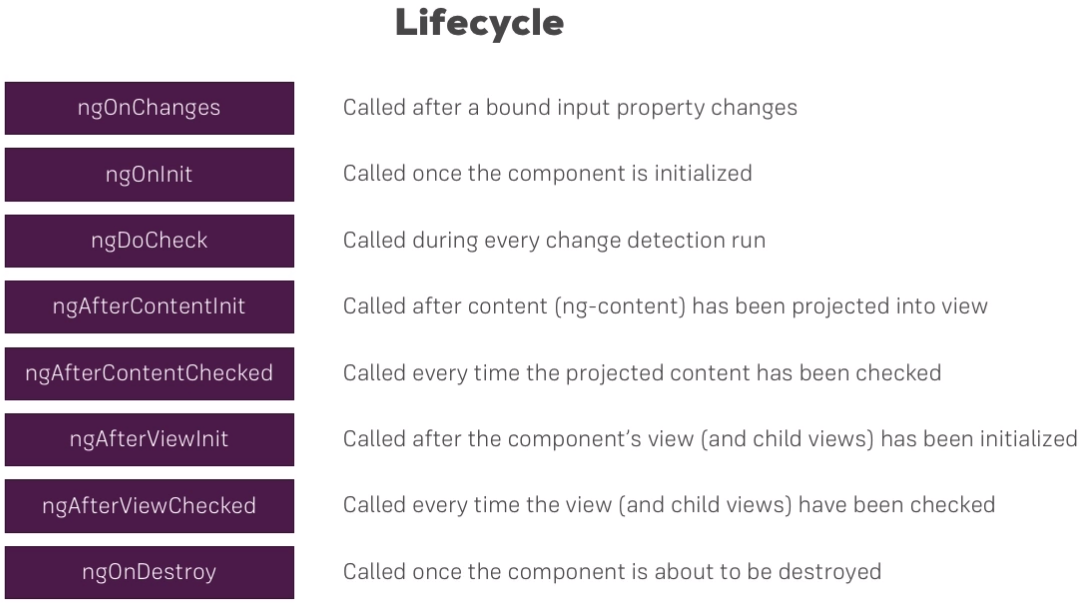 Lifecycle
ngOnChanges Called after a bound input property changes
ngOnInit Called once the component is initialized
ngDoCheck Called during every change detection run
ngAfterContentInit Called after content (ng-content) has been projected into view
ngAfterContentChecked Called every time the projected content has been checked
ngAfterViewInit Called after the component’s view (and child views) has been initialized
ngAfterViewChecked Called every time the view (and child views) have been checked
ngOnDestroy Called once the component is about to be destroyed